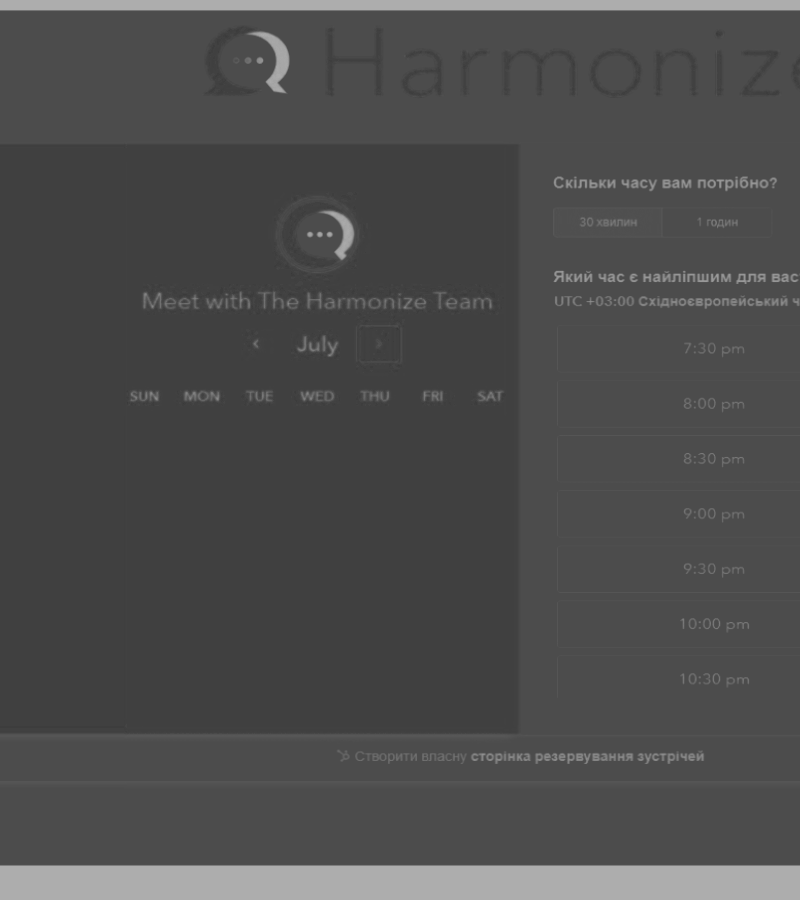 Harmonize
Meet with The Harmonize Team
July
SUN MON TUE WED THU FRI SAT
Скільки часу вам потрібно?
30 хвилин 1 годин
Який час є найліпшим для вас
UTC +03:00 Східноєвропейський ч
7:30 pm
8:00 pm
8:30 pm
9:00 pm
9:30 pm
10:00 pm
10:30 pm
Створити власну сторінка резервування зустрічей